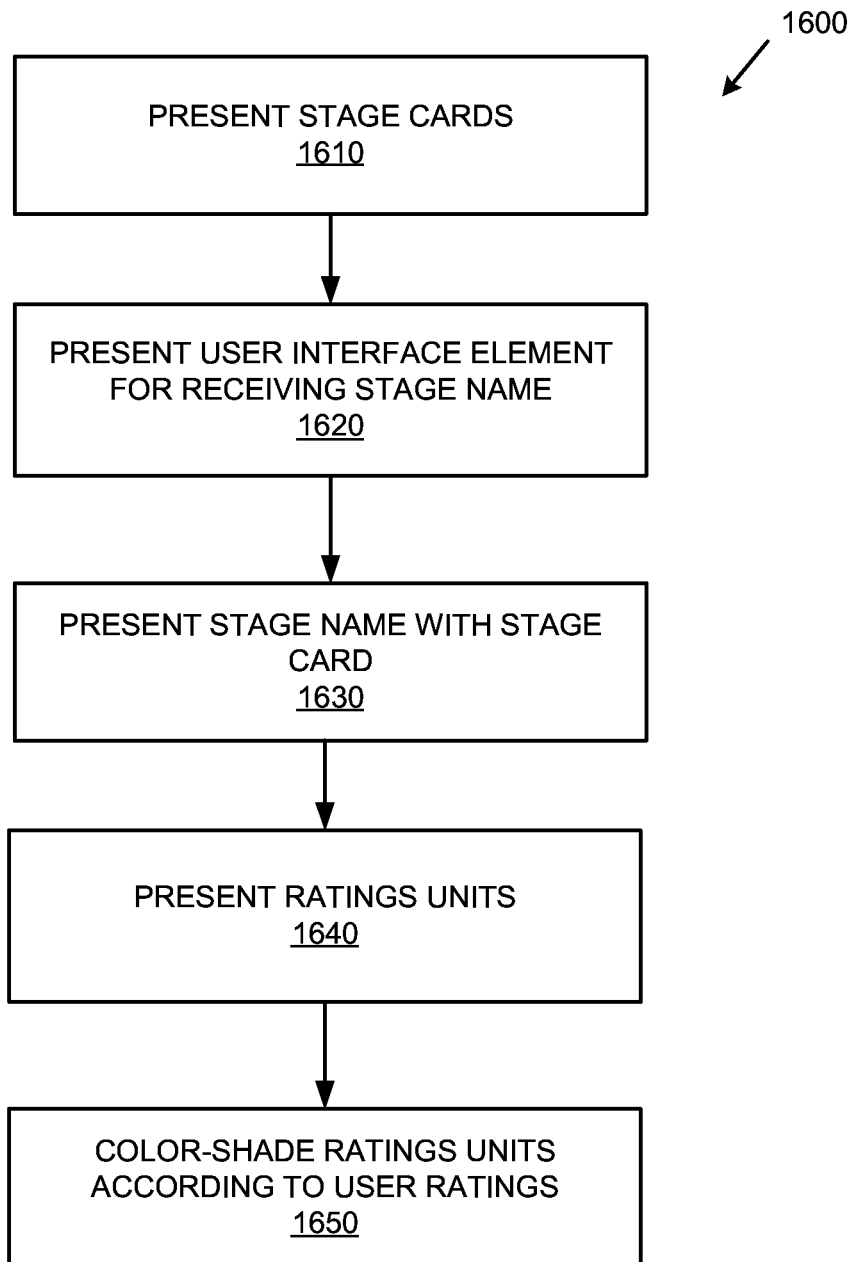 1600
PRESENT STAGE CARDS
1610
PRESENT USER INTERFACE ELEMENT
FOR RECEIVING STAGE NAME
1620
PRESENT STAGE NAME WITH STAGE
CARD
1630
PRESENT RATINGS UNITS
1640
COLOR-SHADE RATINGS UNITS
ACCORDING TO USER RATINGS
1650